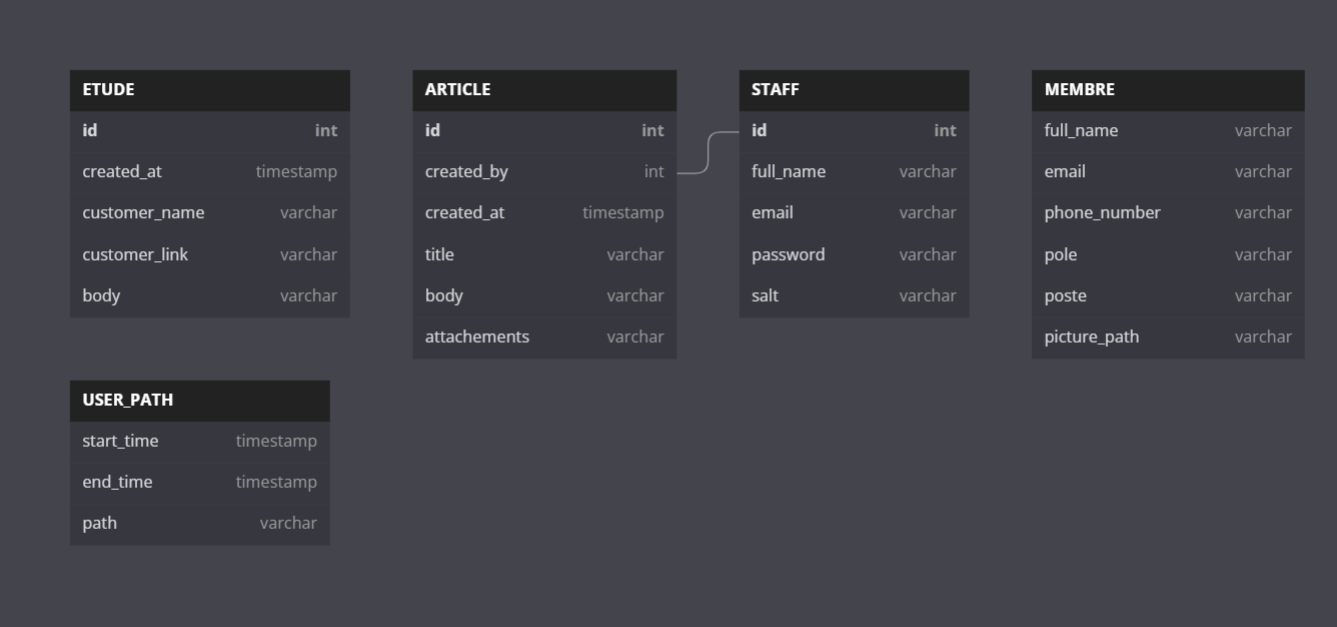 ETUDE
id int
created_at timestamp
customer_name varchar
customer_link varchar
body varchar
ARTICLE
id int
created_by int
created_at timestamp
title varchar
body varchar
attachements varchar
STAFF
id int
full_name varchar
email varchar
password varchar
salt varchar
MEMBRE
full_name varchar
email varchar
phone_number varchar
pole varchar
poste varchar
picture_path varchar
USER_PATH
start_time timestamp
end_time timestamp
path varchar